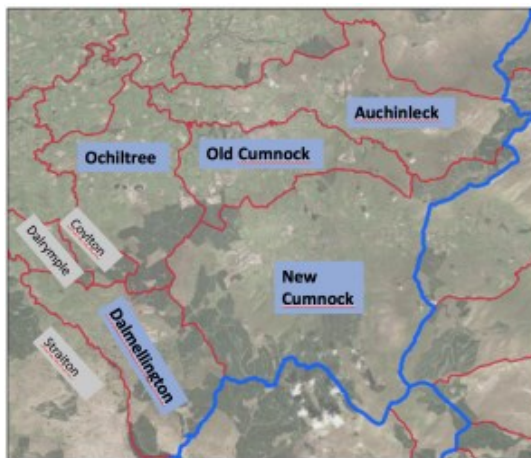 Auchinleck
Ochiltree
Old Cumnock
Coylton
Dalrymple
New
Cumnock
Dalmellington
Straiton